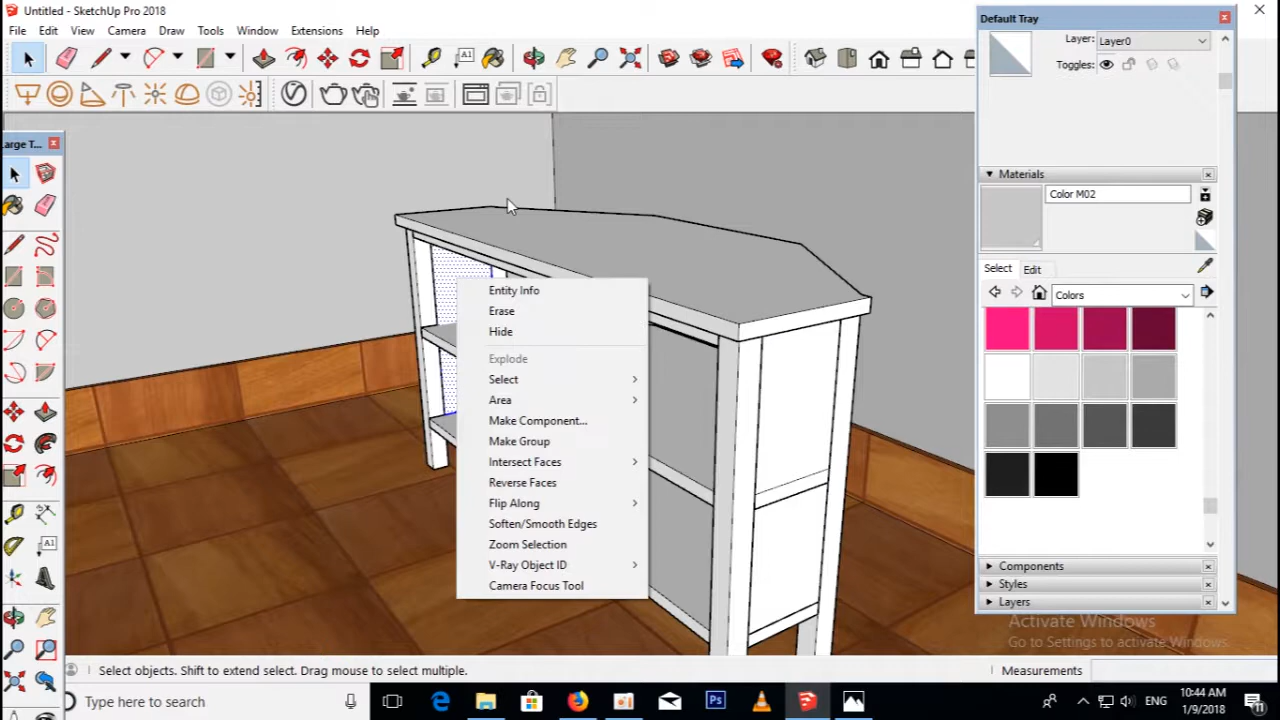 Untitled - SketchUp Pro 2018
File Edit View Camera Draw Tools Window Extensions Help
Default Tray
Layer: Layer0
Toggles:
Large T...
Materials
Color M02
Select Edit
Colors
Entity Info
Erase
Hide
Explode
Select
Area
Make Component...
Make Group
Intersect Faces
Reverse Faces
Flip Along
Soften/Smooth Edges
Zoom Selection
V-Ray Object ID
Camera Focus Tool
Components
Styles
Layers
Activate Windows
Go to Settings to activate Windows.
Select objects. Shift to extend select. Drag mouse to select multiple.
Measurements
Type here to search
Ps
ENG
10:44 AM
1/9/2018
11